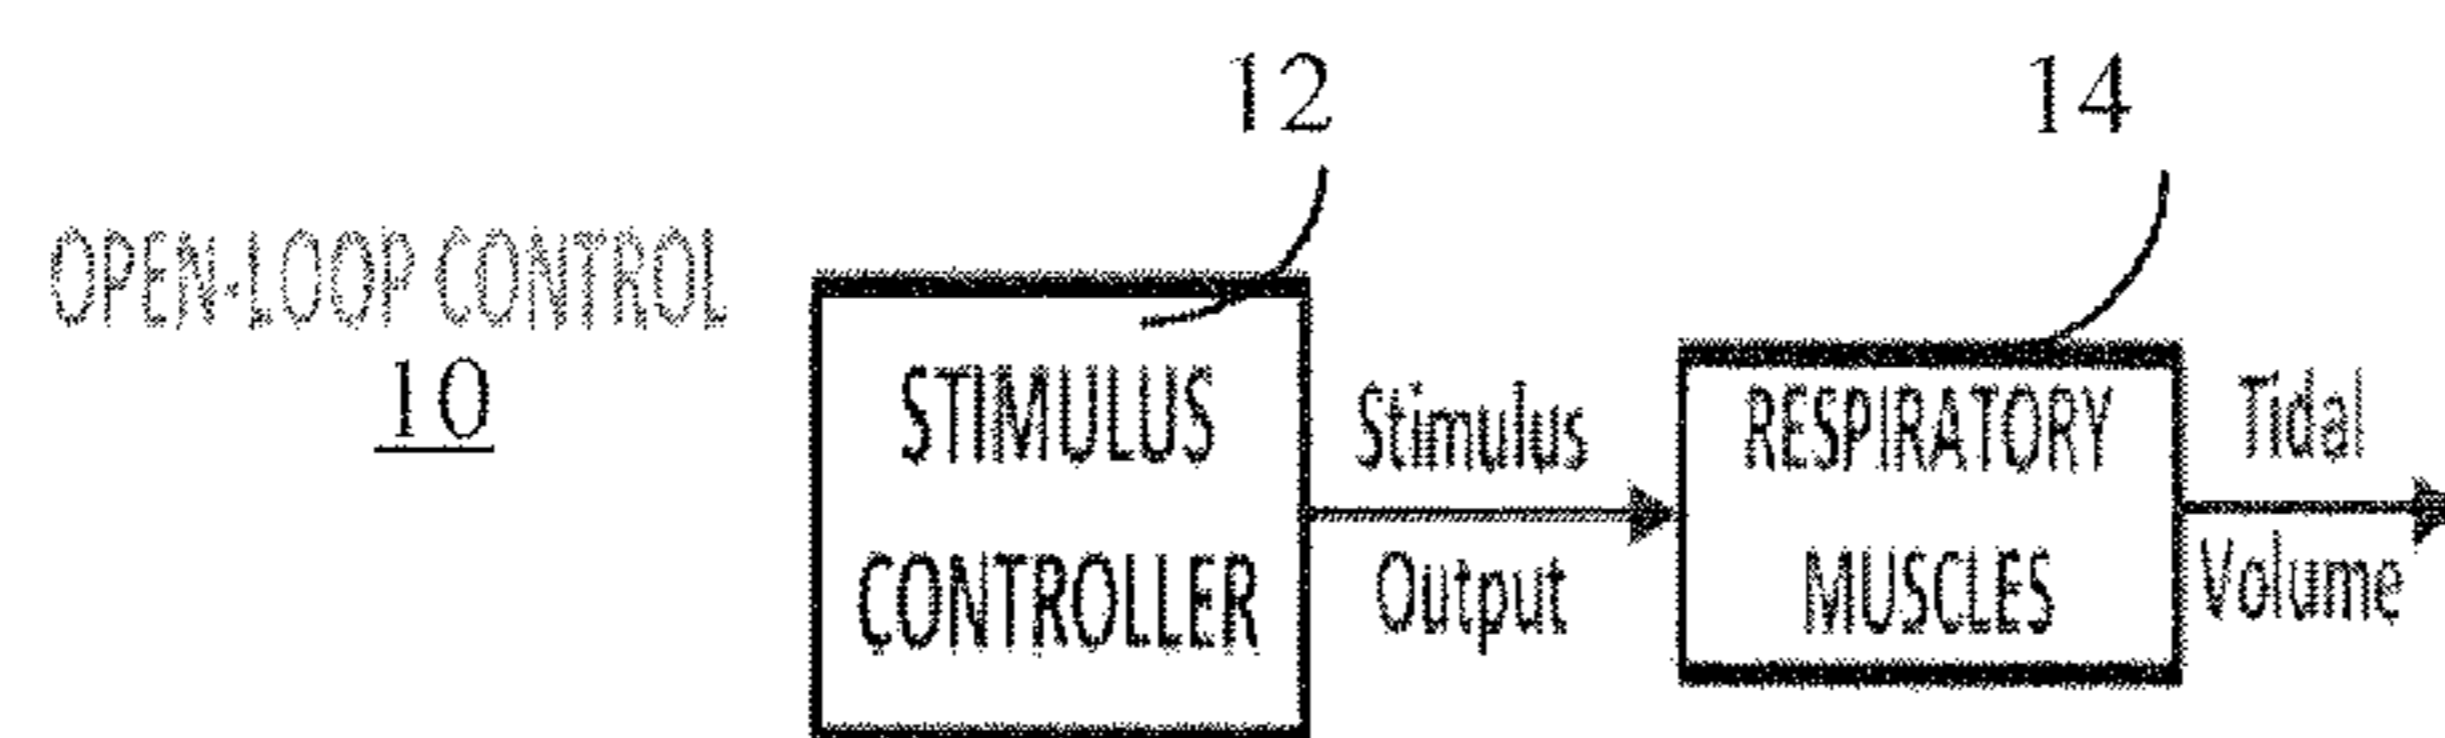 12
14
OPEN-LOOP CONTROL
10
STIMULUS
CONTROLLER
Stimulus
Output
RESPIRATORY
MUSCLES
Tidal
Volume